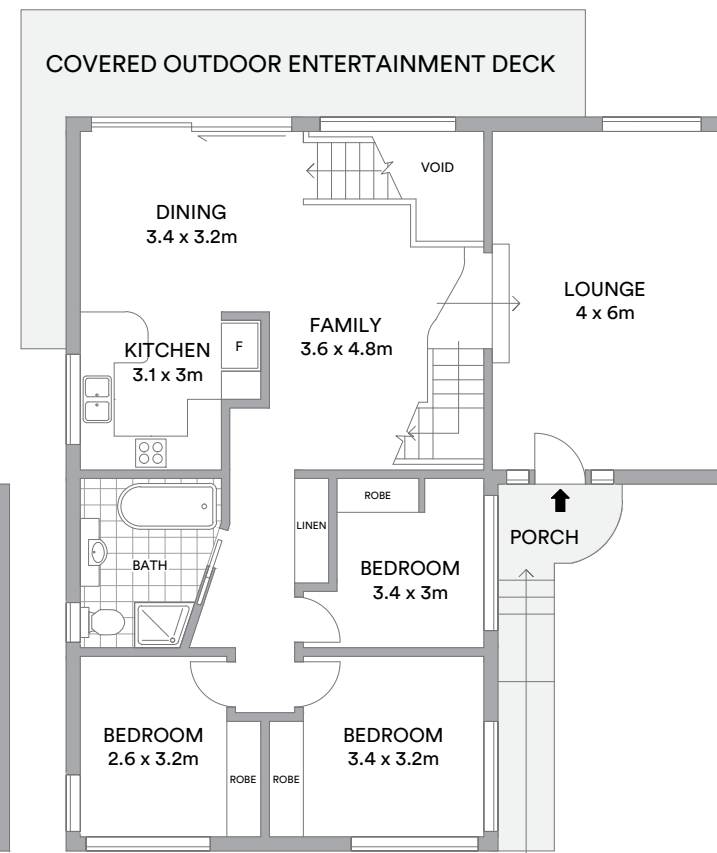 COVERED OUTDOOR ENTERTAINMENT DECK
VOID
DINING
3.4 x 3.2m
LOUNGE
4 x 6m
FAMILY
3.6 x 4.8m
KITCHEN
3.1 x 3m
F
ROBE
LINEN
PORCH
BATH
BEDROOM
3.4 x 3m
BEDROOM
2.6 x 3.2m
BEDROOM
3.4 x 3.2m
ROBE
ROBE